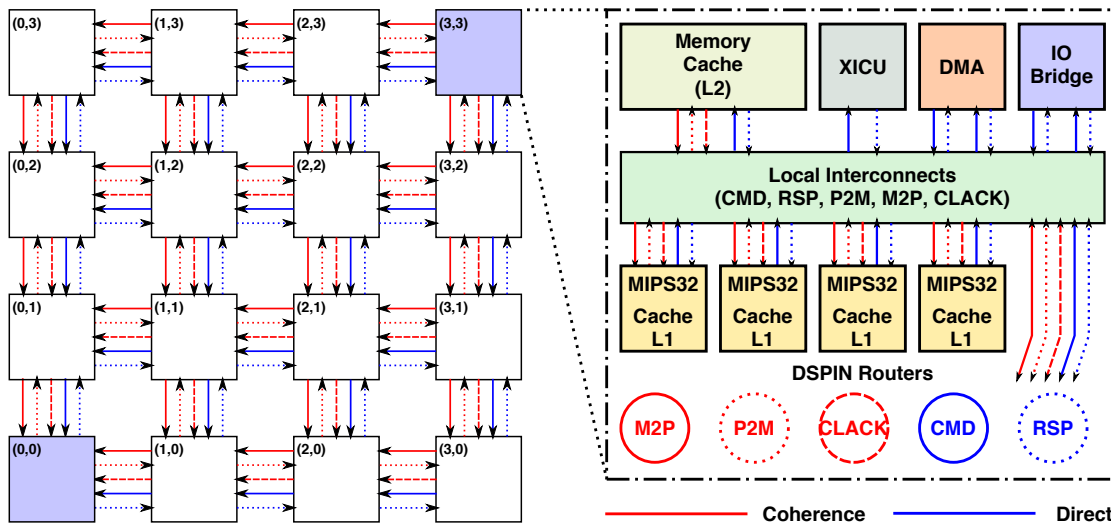 (0,3)
(1,3)
(2,3)
(3,3)
(0,2)
(1,2)
(2,2)
(3,2)
(0,1)
(1,1)
(2,1)
(3,1)
(0,0)
(1,0)
(2,0)
(3,0)
Memory
Cache
(L2)
XICU
DMA
IO
Bridge
Local Interconnects
(CMD, RSP, P2M, M2P, CLACK)
MIPS32
Cache
L1
MIPS32
Cache
L1
MIPS32
Cache
L1
MIPS32
Cache
L1
DSPIN Routers
M2P
P2M
CLACK
CMD
RSP
Coherence
Direct